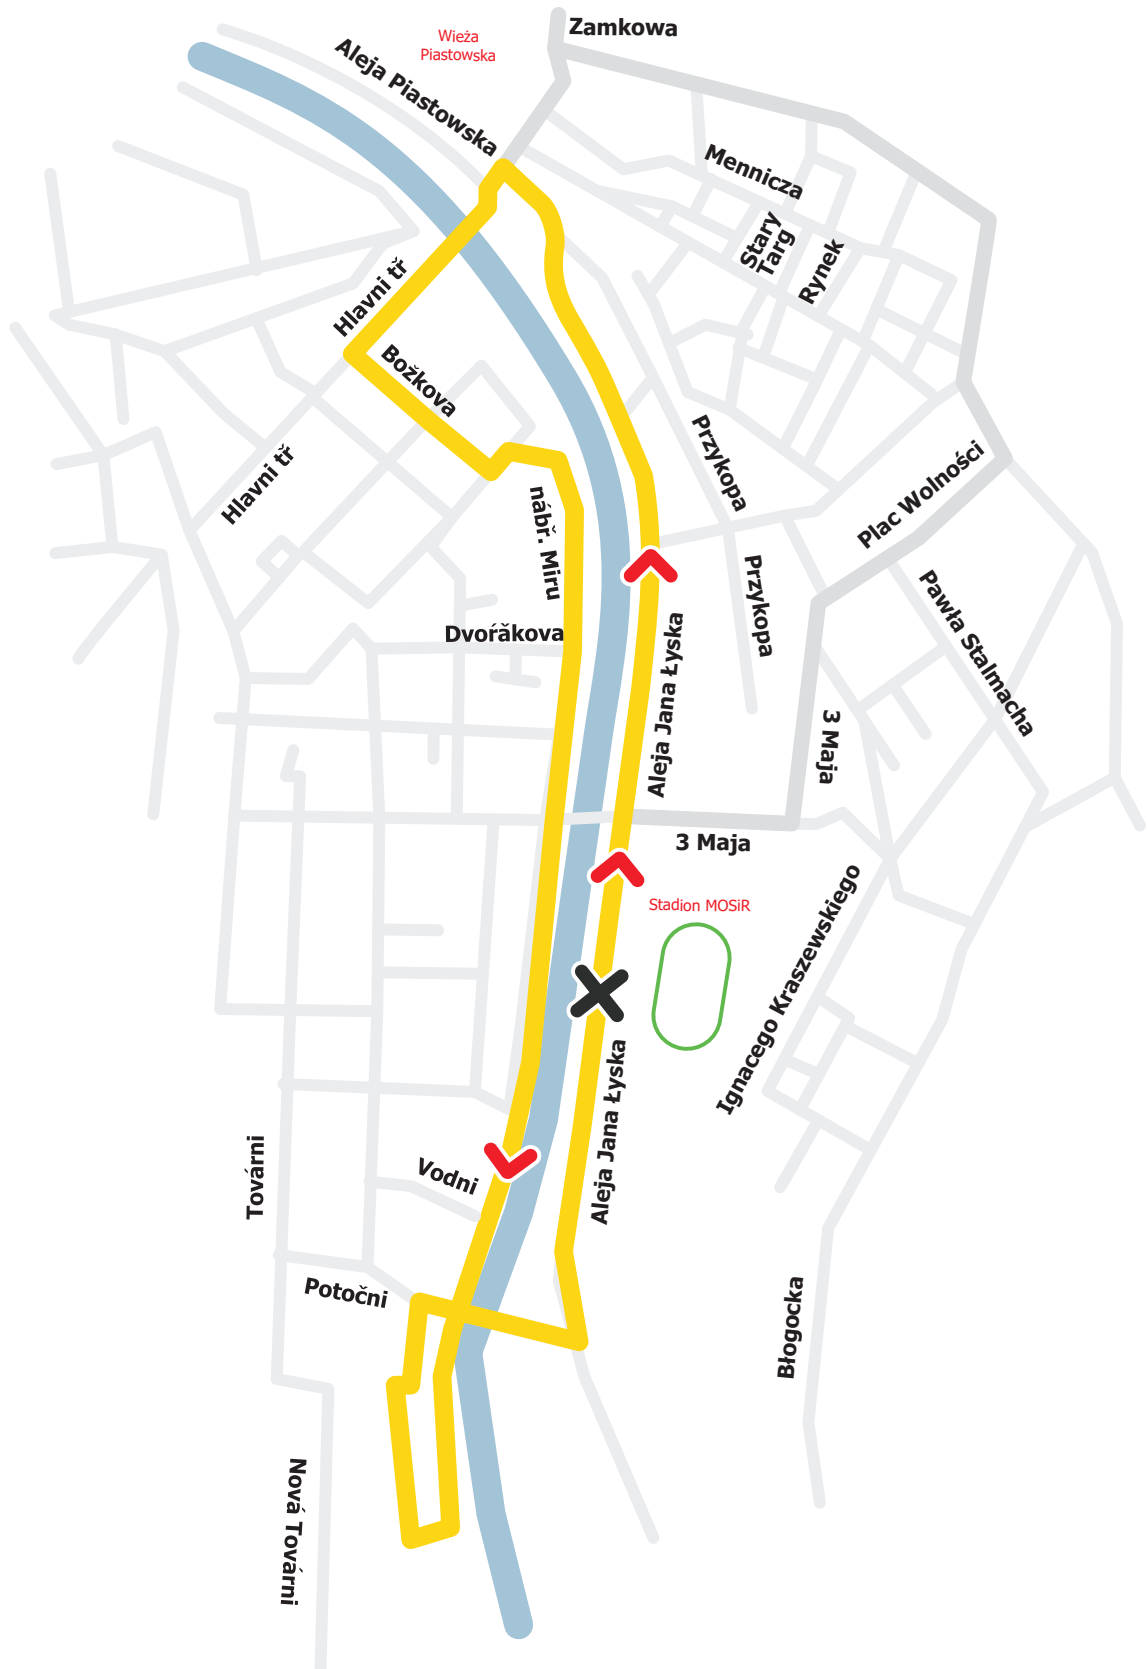 Zamkowa
Wieża
Piastowska
Aleja Piastowska
Mennicza
Stary
Targ
Rynek
Hlavni tř
Božkova
Hlavni tř
Przykopa
Plac Wolności
nábř. Miru
Przykopa
Pawła Stalmacha
Dvořǎkova
Aleja Jana Łyska
3 Maja
3 Maja
Stadion MOSiR
Ignacego Kraszewskiego
Aleja Jana Łyska
Továrni
Vodni
Potočni
Błogocka
Nová Továrni